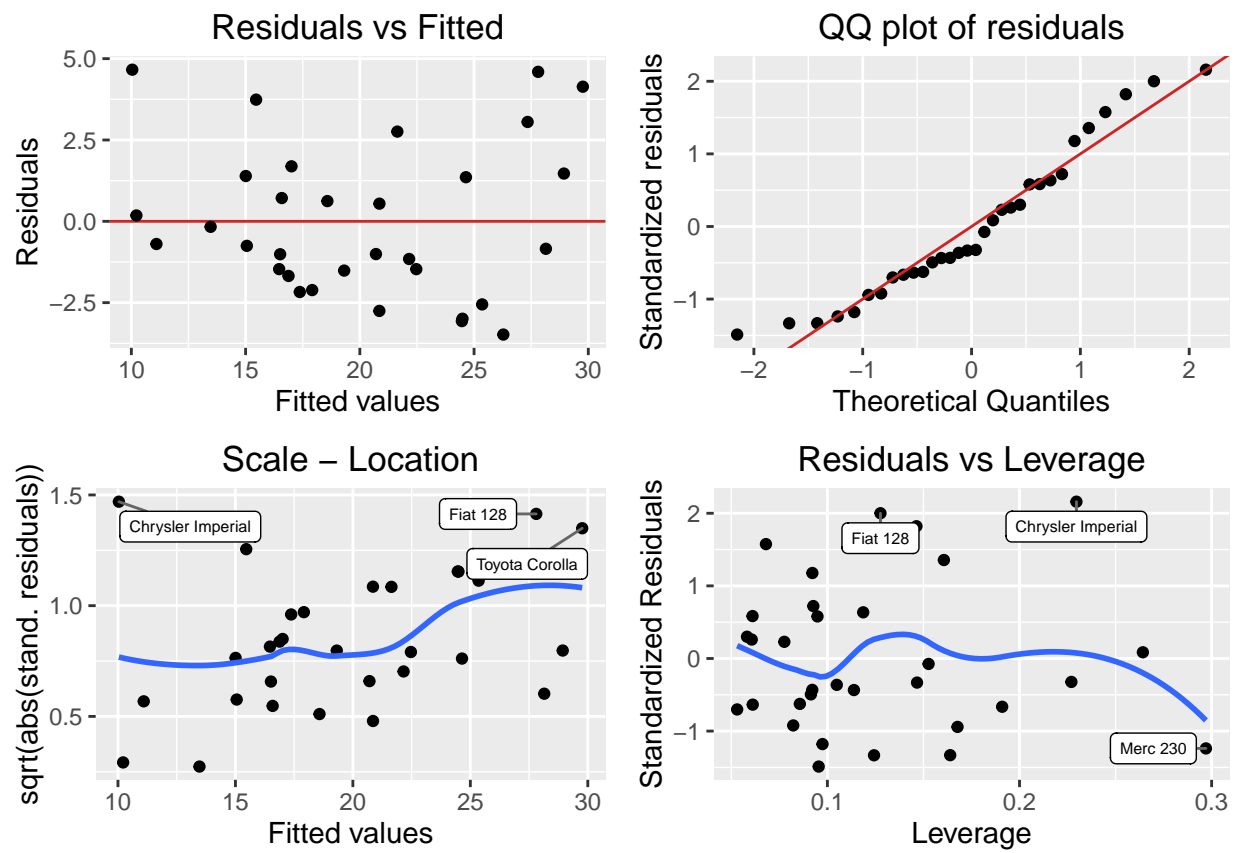 Residuals vs Fitted
Residuals
5.0
2.5
0.0
−2.5
10 15 20 25 30
Fitted values
QQ plot of residuals
Standardized residuals
2
1
0
−1
−2 −1 0 1 2
Theoretical Quantiles
Scale − Location
sqrt(abs(stand. residuals))
1.5
1.0
0.5
Chrysler Imperial
Fiat 128
Toyota Corolla
10 15 20 25 30
Fitted values
Residuals vs Leverage
Standardized Residuals
2
1
0
−1
Fiat 128
Chrysler Imperial
Merc 230
0.1 0.2 0.3
Leverage